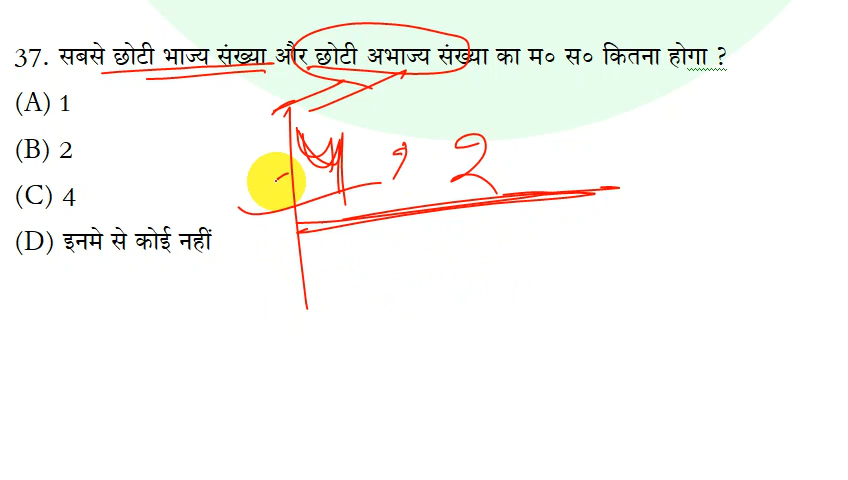 37. सबसे छोटी भाज्य संख्या और छोटी अभाज्य संख्या का म० स० कितना होगा ?
(A) 1
(B) 2
(C) 4
(D) इनमे से कोई नहीं
4 , 2